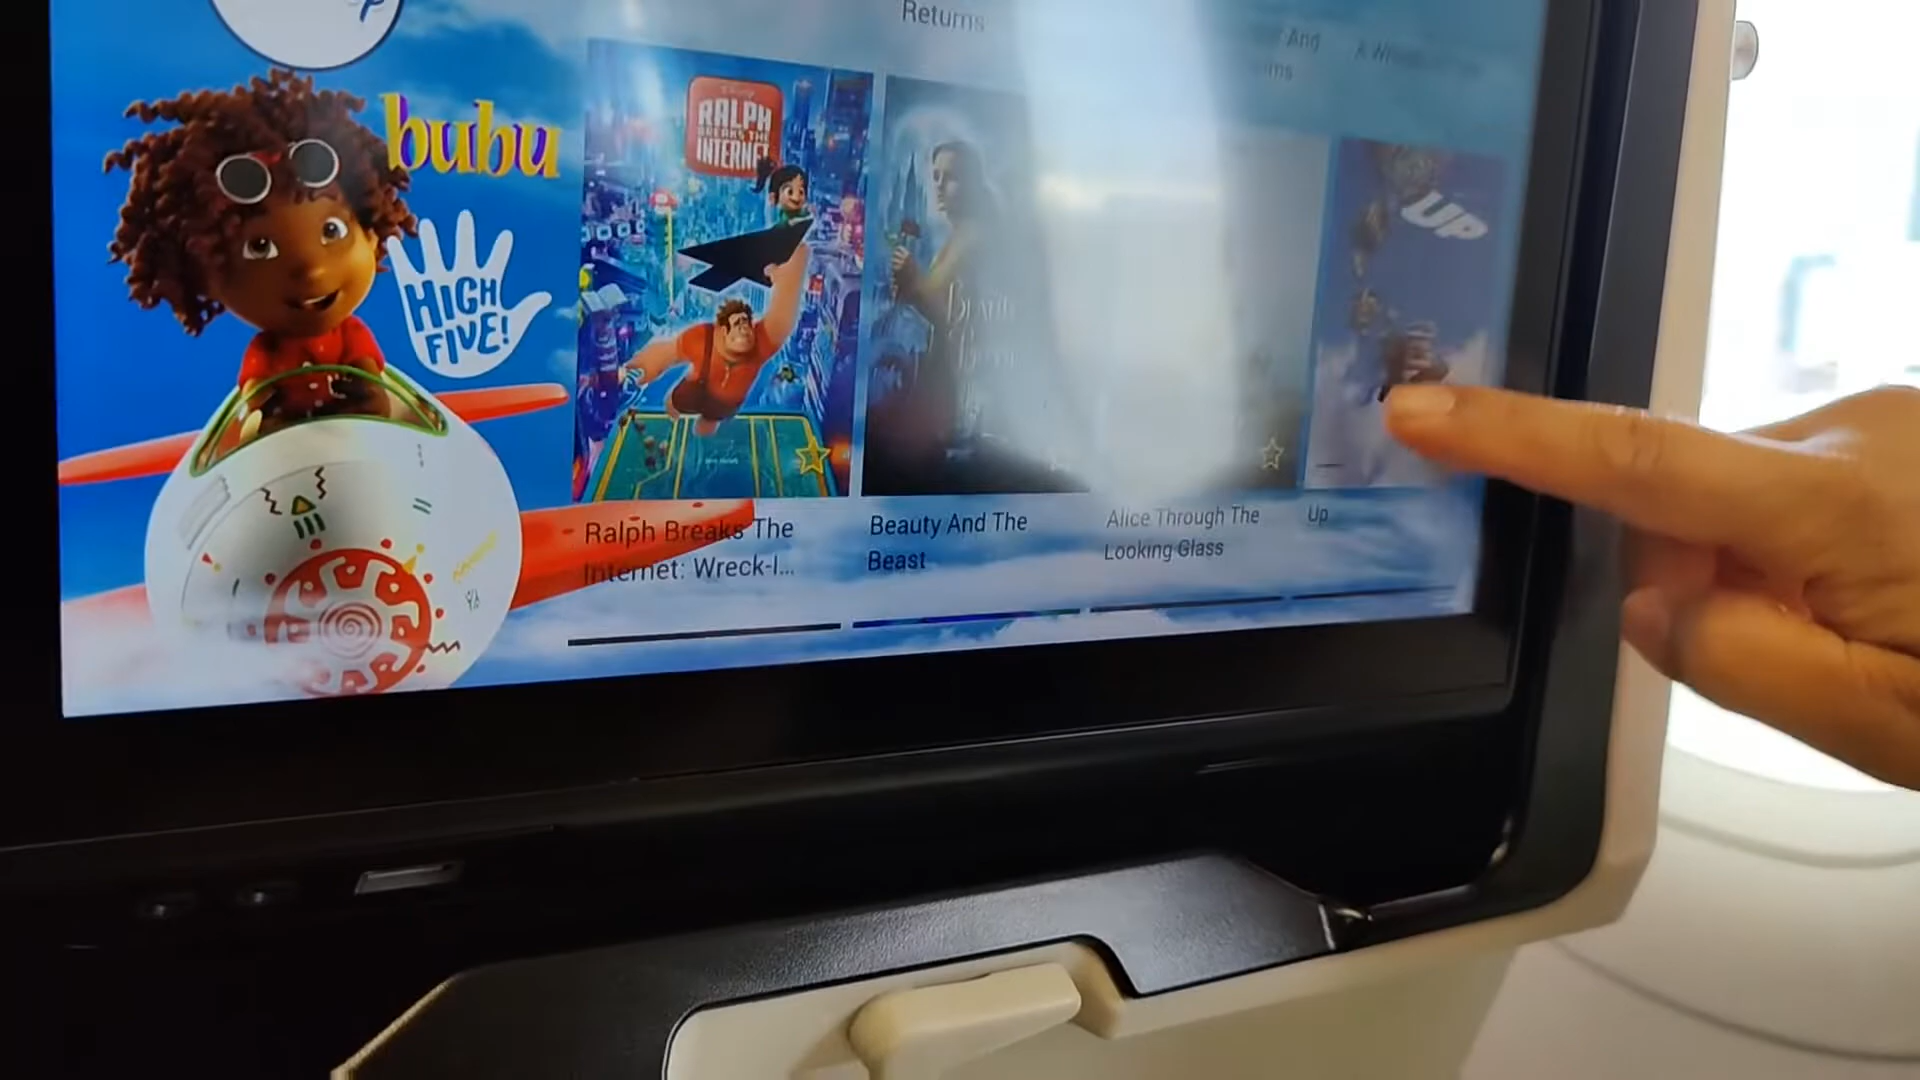 Returns
And
bubu
HIGH
FIVE!
RALPH
BREAKS THE
INTERNET
UP
Ralph Breaks The
Internet: Wreck-I...
Beauty And The
Beast
Alice Through The
Looking Glass
Up